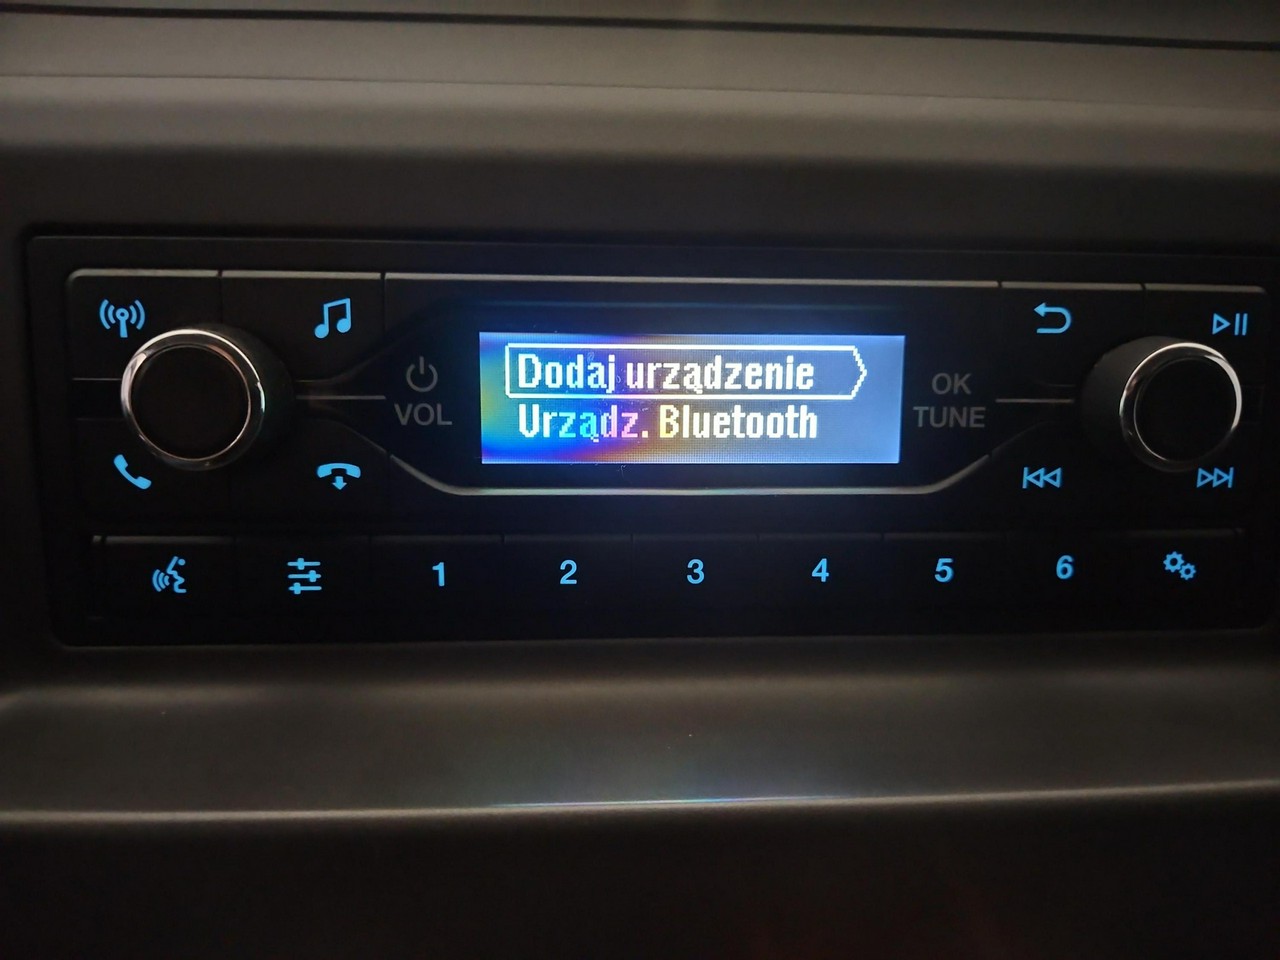 VOL
Dodaj urządzenie
Urządz. Bluetooth
OK
TUNE
1 2 3 4 5 6